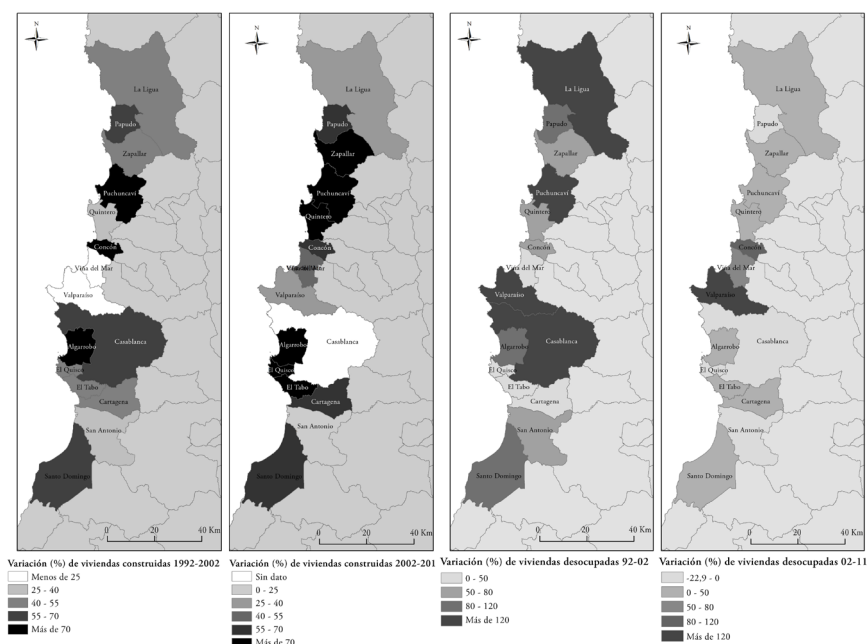 N
La Ligua
Papudo
Zapallar
Puchuncaví
Quintero
Concón
Viña del Mar
Valparaíso
Casablanca
Algarrobo
El Quisco
El Tabo
Cartagena
San Antonio
Santo Domingo
0 20 40 Km
Variación (%) de viviendas construidas 1992-2002
Menos de 25
25 - 40
40 - 55
55 - 70
Más de 70
N
La Ligua
Papudo
Zapallar
Puchuncaví
Quintero
Concón
Viña del Mar
Valparaíso
Casablanca
Algarrobo
El Tabo
Cartagena
San Antonio
Santo Domingo
0 20 40 Km
Variación (%) de viviendas construidas 2002-201
Sin dato
0 - 25
25 - 40
40 - 55
55 - 70
Más de 70
N
La Ligua
Papudo
Zapallar
Puchuncaví
Quintero
Concón
Viña del Mar
Valparaíso
Casablanca
Algarrobo
El Quisco
El Tabo
Cartagena
San Antonio
Santo Domingo
0 20 40 Km
Variación (%) de viviendas desocupadas 92-02
0 - 50
50 - 80
80 - 120
Más de 120
N
La Ligua
Papudo
Zapallar
Puchuncaví
Quintero
Concón
Viña del Mar
Valparaíso
Casablanca
Algarrobo
El Quisco
El Tabo
Cartagena
San Antonio
Santo Domingo
0 20 40 Km
Variación (%) de viviendas desocupadas 02-11
-22,9 - 0
0 - 50
50 - 80
80 - 120
Más de 120